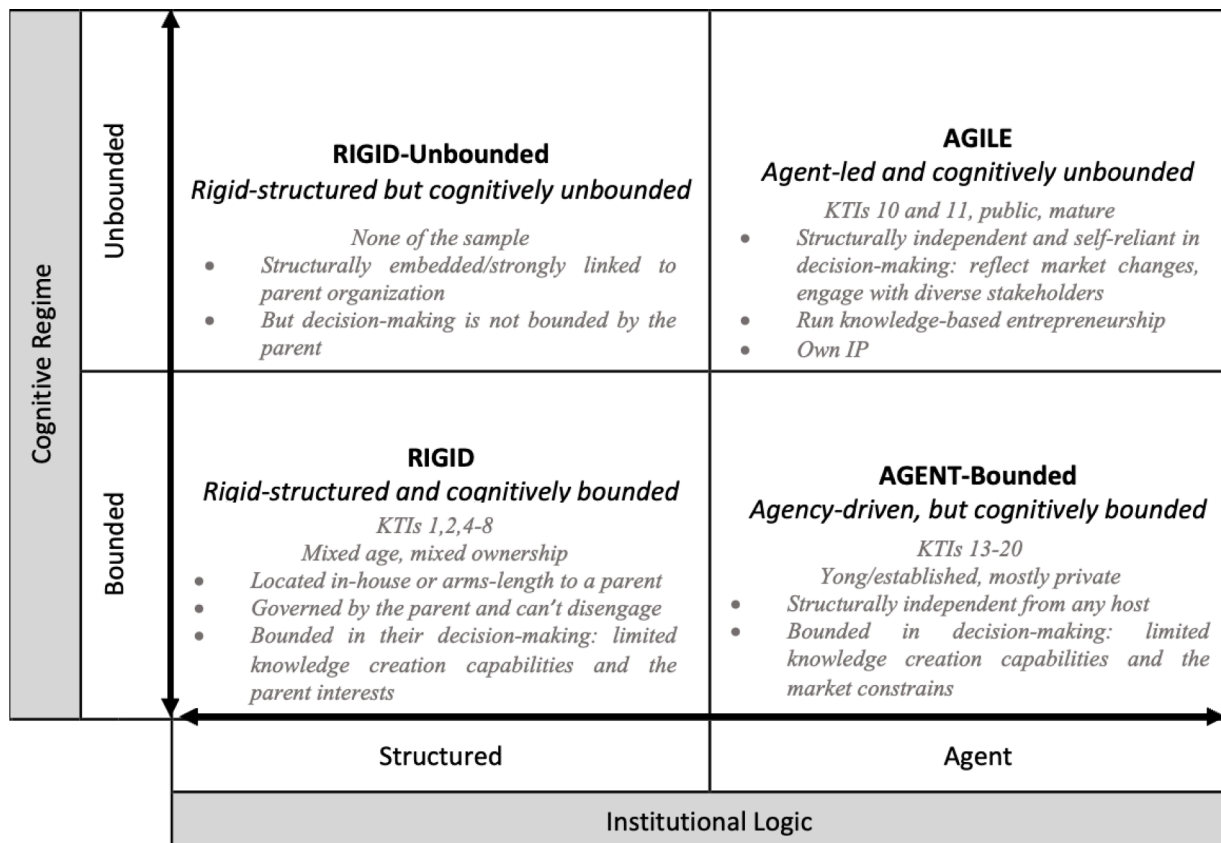 Cognitive Regime
Unbounded
RIGID-Unbounded
Rigid-structured but cognitively unbounded
None of the sample
• Structurally embedded/strongly linked to
parent organization
• But decision-making is not bounded by the
parent
AGILE
Agent-led and cognitively unbounded
KTIs 10 and 11, public, mature
• Structurally independent and self-reliant in
decision-making: reflect market changes,
engage with diverse stakeholders
• Run knowledge-based entrepreneurship
• Own IP
Bounded
RIGID
Rigid-structured and cognitively bounded
KTIs 1,2,4-8
Mixed age, mixed ownership
• Located in-house or arms-length to a parent
• Governed by the parent and can't disengage
• Bounded in their decision-making: limited
knowledge creation capabilities and the
parent interests
AGENT-Bounded
Agency-driven, but cognitively bounded
KTIs 13-20
Yong/established, mostly private
• Structurally independent from any host
• Bounded in decision-making: limited
knowledge creation capabilities and the
market constrains
Structured
Agent
Institutional Logic